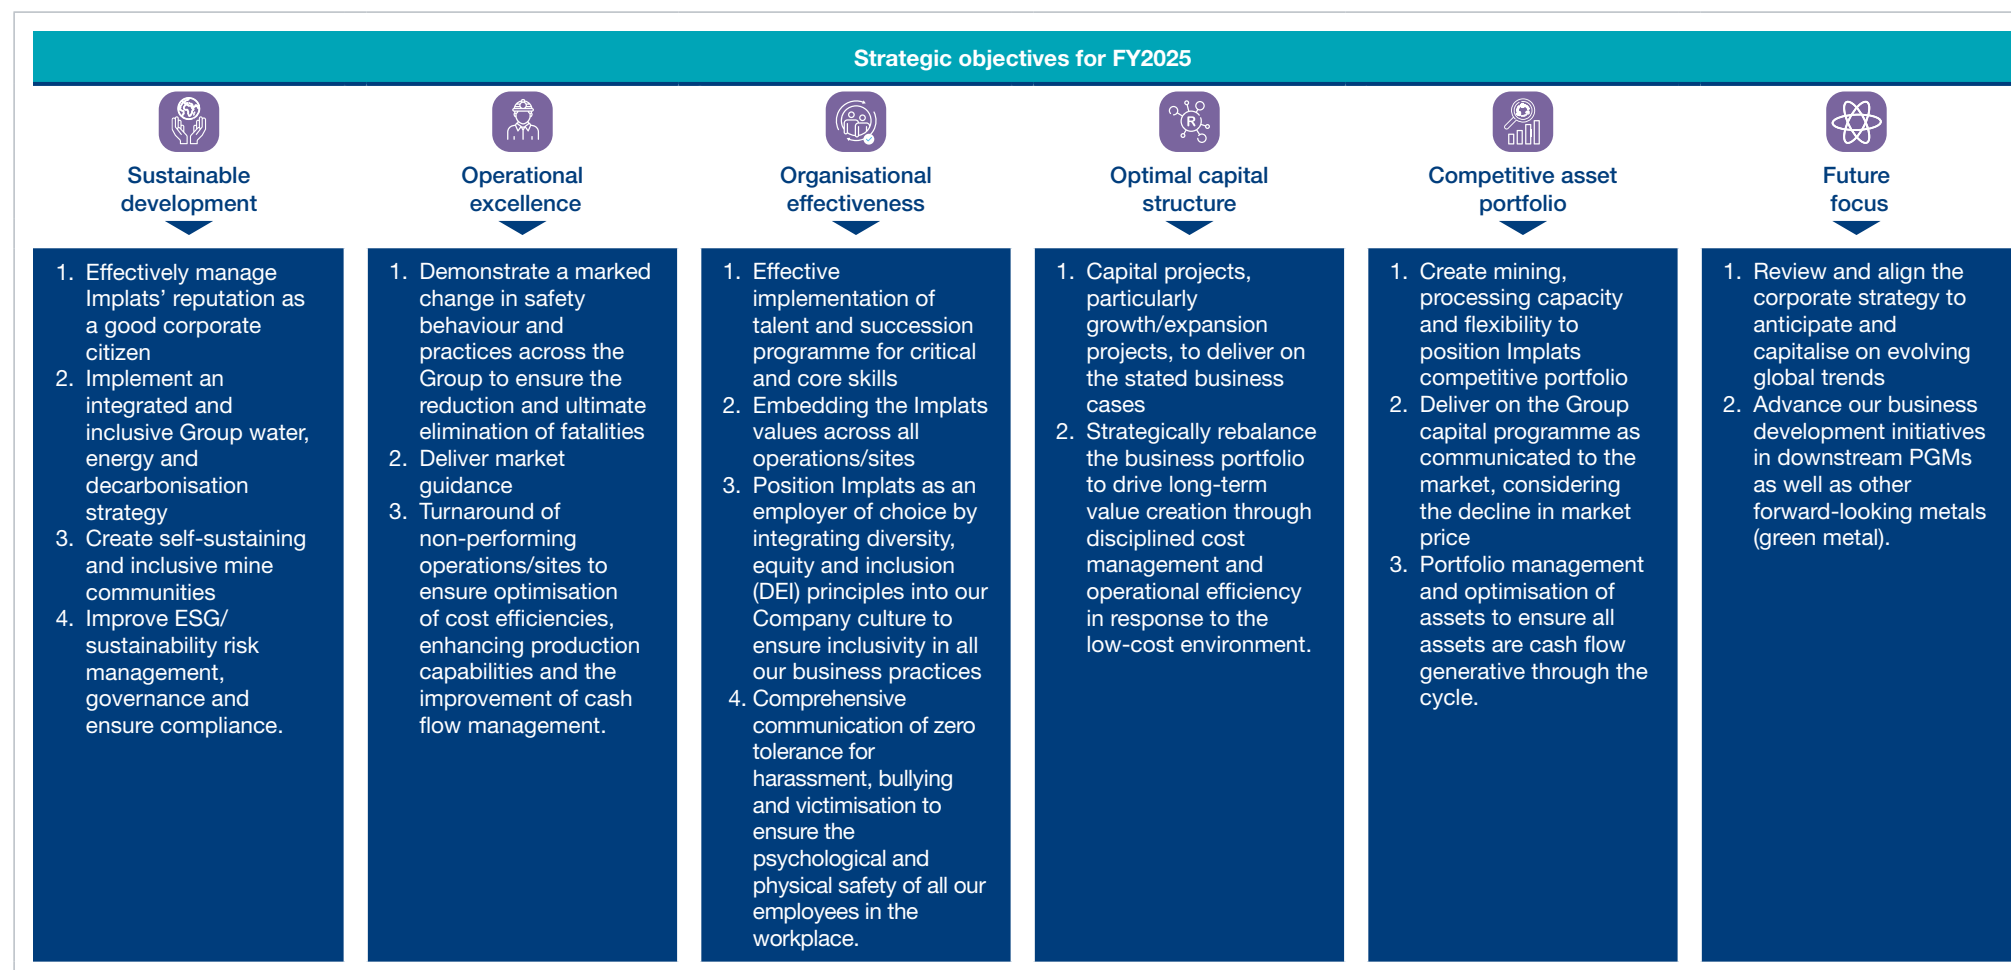 Strategic objectives for FY2025
Sustainable
development
1. Effectively manage
Implats' reputation as
a good corporate
citizen
2. Implement an
integrated and
inclusive Group water,
energy and
decarbonisation
strategy
3. Create self-sustaining
and inclusive mine
communities
4. Improve ESG/
sustainability risk
management,
governance and
ensure compliance.
Operational
excellence
1. Demonstrate a marked
change in safety
behaviour and
practices across the
Group to ensure the
reduction and ultimate
elimination of fatalities
2. Deliver market
guidance
3. Turnaround of
non-performing
operations/sites to
ensure optimisation
of cost efficiencies,
enhancing production
capabilities and the
improvement of cash
flow management.
Organisational
effectiveness
1. Effective
implementation of
talent and succession
programme for critical
and core skills
2. Embedding the Implats
values across all
operations/sites
3. Position Implats as an
employer of choice by
integrating diversity,
equity and inclusion
(DEI) principles into our
Company culture to
ensure inclusivity in all
our business practices
4. Comprehensive
communication of zero
tolerance for
harassment, bullying
and victimisation to
ensure the
psychological and
physical safety of all our
employees in the
workplace.
R
Optimal capital
structure
1. Capital projects,
particularly
growth/expansion
projects, to deliver on
the stated business
cases
2. Strategically rebalance
the business portfolio
to drive long-term
value creation through
disciplined cost
management and
operational efficiency
in response to the
low-cost environment.
Competitive asset
portfolio
1. Create mining,
processing capacity
and flexibility to
position Implats
competitive portfolio
2. Deliver on the Group
capital programme as
communicated to the
market, considering
the decline in market
price
3. Portfolio management
and optimisation of
assets to ensure all
assets are cash flow
generative through the
cycle.
Future
focus
1. Review and align the
corporate strategy to
anticipate and
capitalise on evolving
global trends
2. Advance our business
development initiatives
in downstream PGMs
as well as other
forward-looking metals
(green metal).